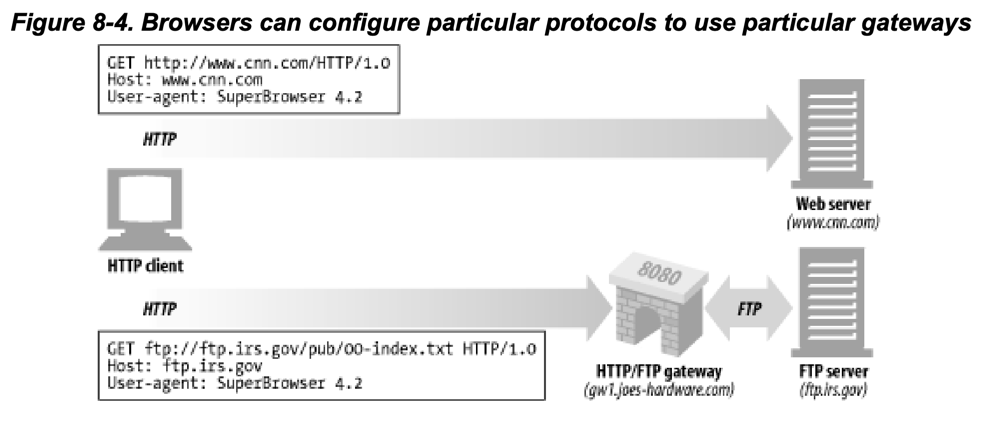 Figure 8-4. Browsers can configure particular protocols to use particular gateways
GET http://www.cnn.com/HTTP/1.0
Host: www.cnn.com
User-agent: SuperBrowser 4.2
HTTP
Web server
(www.cnn.com)
HTTP client
8080
HTTP
FTP
GET ftp://ftp.irs.gov/pub/00-index.txt HTTP/1.0
Host: ftp.irs.gov
User-agent: SuperBrowser 4.2
HTTP/FTP gateway
(gw1.joes-hardware.com)
FTP server
(ftp.irs.gov)